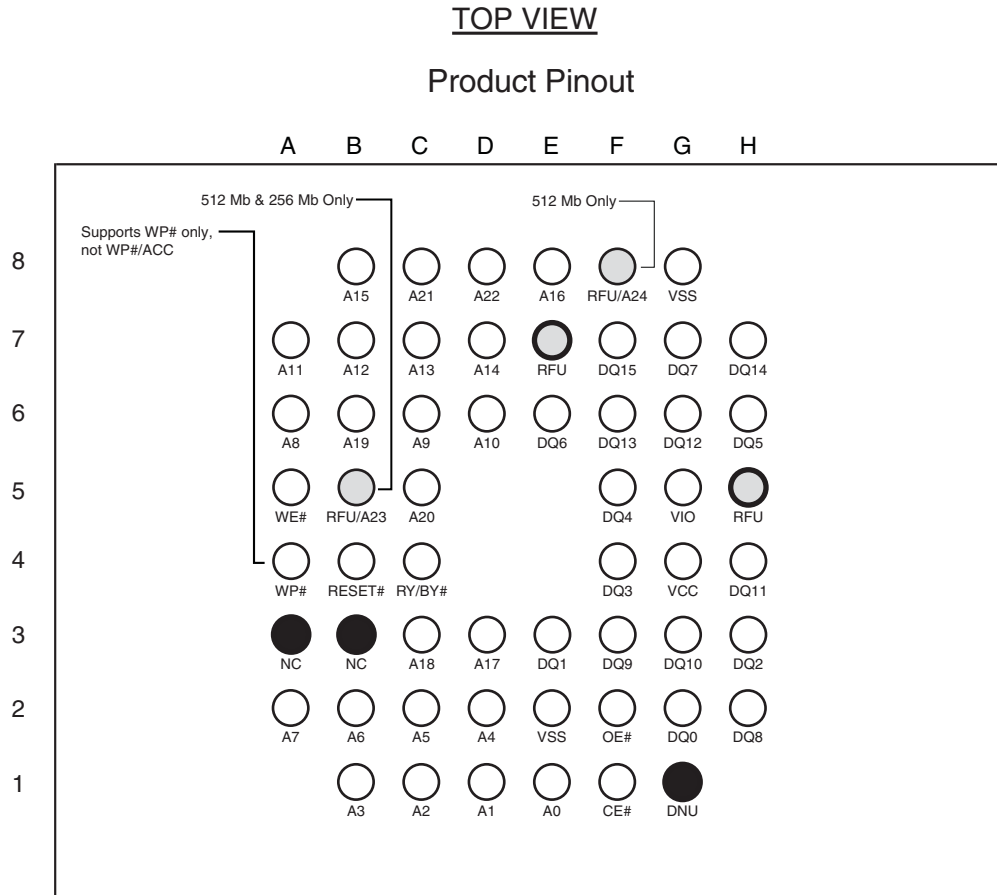 TOP VIEW
Product Pinout
A B C D E F G H
512 Mb & 256 Mb Only
512 Mb Only
Supports WP# only,
not WP#/ACC
8
A15 A21 A22 A16 RFU/A24 VSS
7
A11 A12 A13 A14 RFU DQ15 DQ7 DQ14
6
A8 A19 A9 A10 DQ6 DQ13 DQ12 DQ5
5
WE# RFU/A23 A20 DQ4 VIO RFU
4
WP# RESET# RY/BY# DQ3 VCC DQ11
3
NC NC A18 A17 DQ1 DQ9 DQ10 DQ2
2
A7 A6 A5 A4 VSS OE# DQ0 DQ8
1
A3 A2 A1 A0 CE# DNU